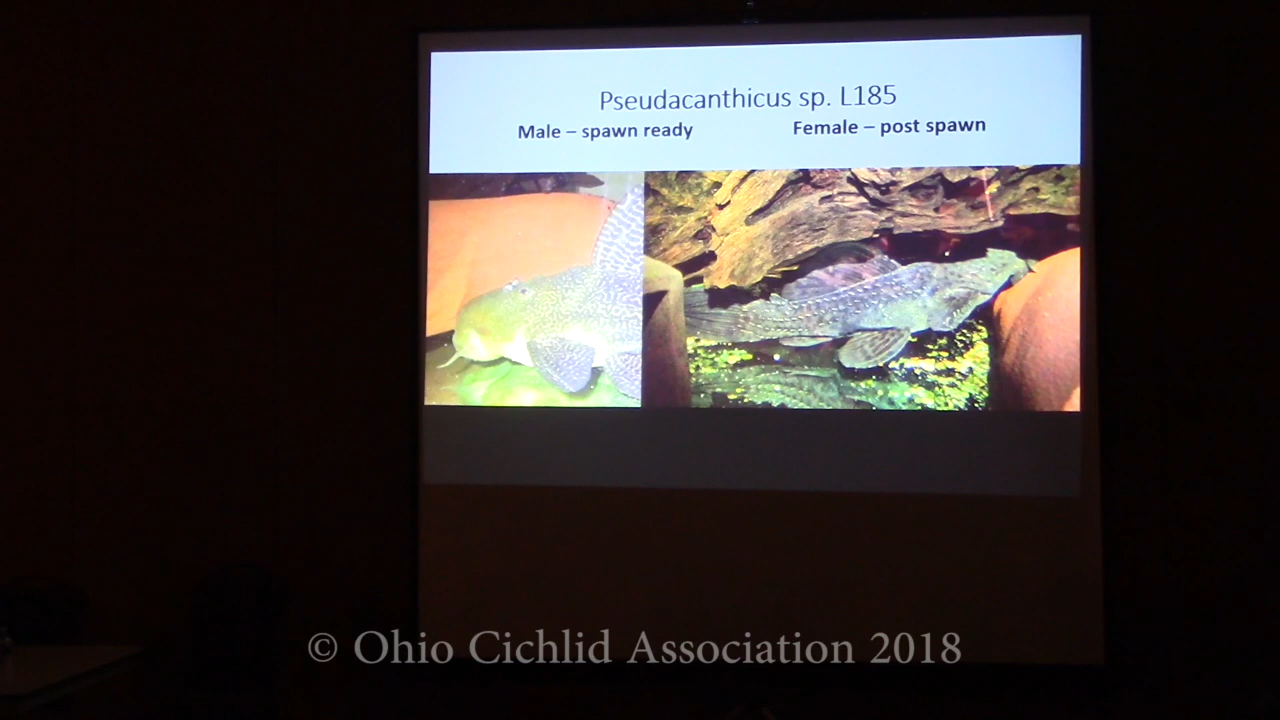 Pseudacanthicus sp. L185
Male – spawn ready Female – post spawn
© Ohio Cichlid Association 2018